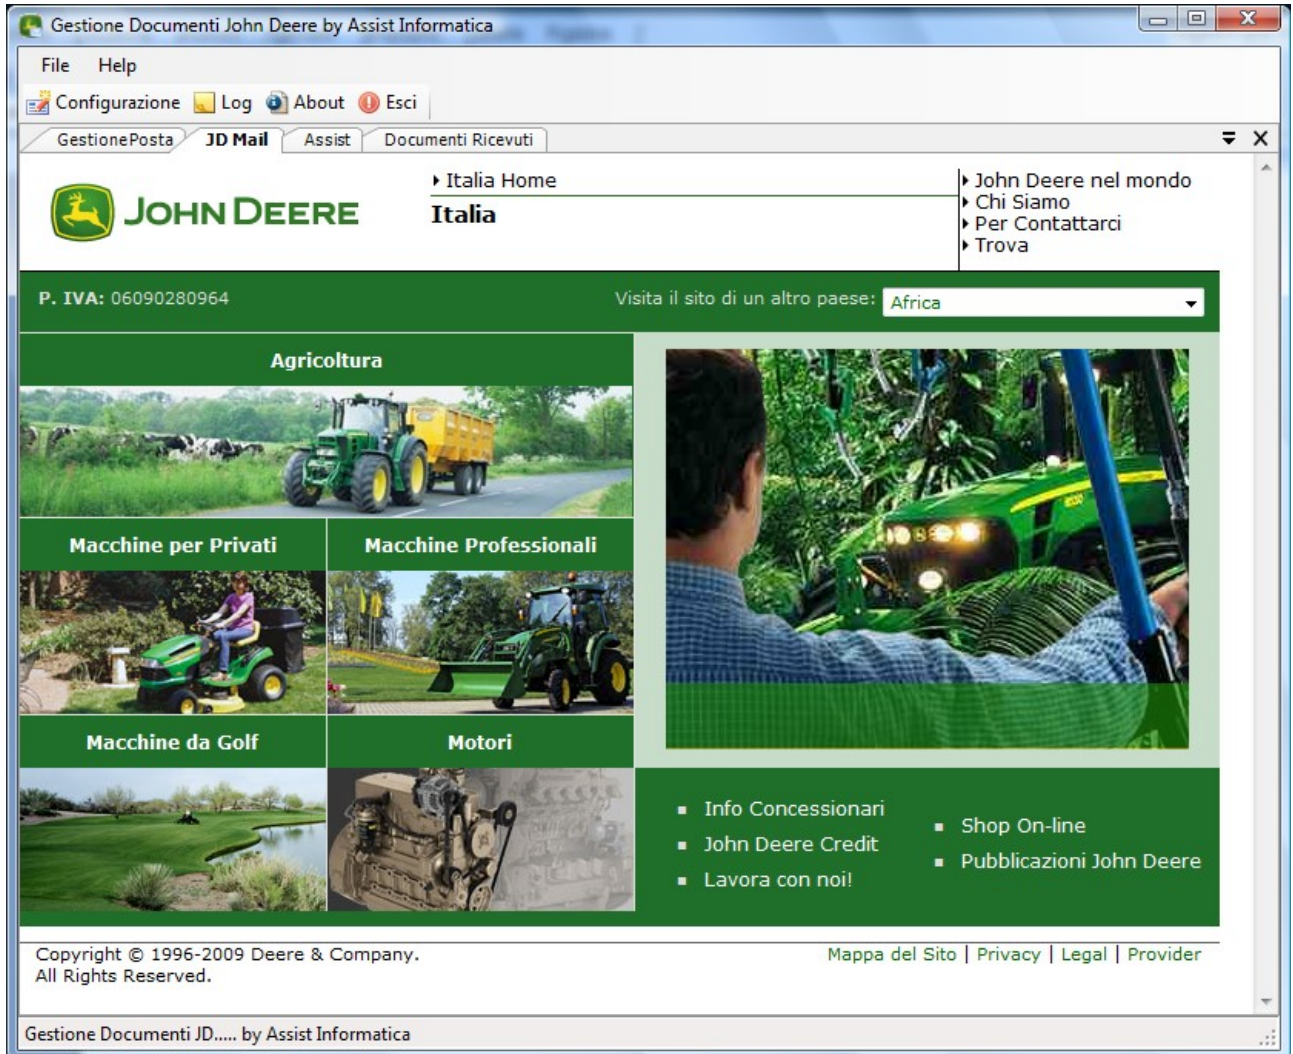 Gestione Documenti John Deere by Assist Informatica
File Help
Configurazione Log About Esci
GestionePosta JD Mail Assist Documenti Ricevuti
JOHN DEERE
Italia Home
Italia
John Deere nel mondo
Chi Siamo
Per Contattarci
Trova
P. IVA: 06090280964
Visita il sito di un altro paese: Africa
Agricoltura
Macchine per Privati
Macchine Professionali
Macchine da Golf
Motori
Info Concessionari
John Deere Credit
Lavora con noi!
Shop On-line
Pubblicazioni John Deere
Copyright © 1996-2009 Deere & Company.
All Rights Reserved.
Mappa del Sito | Privacy | Legal | Provider
Gestione Documenti JD..... by Assist Informatica